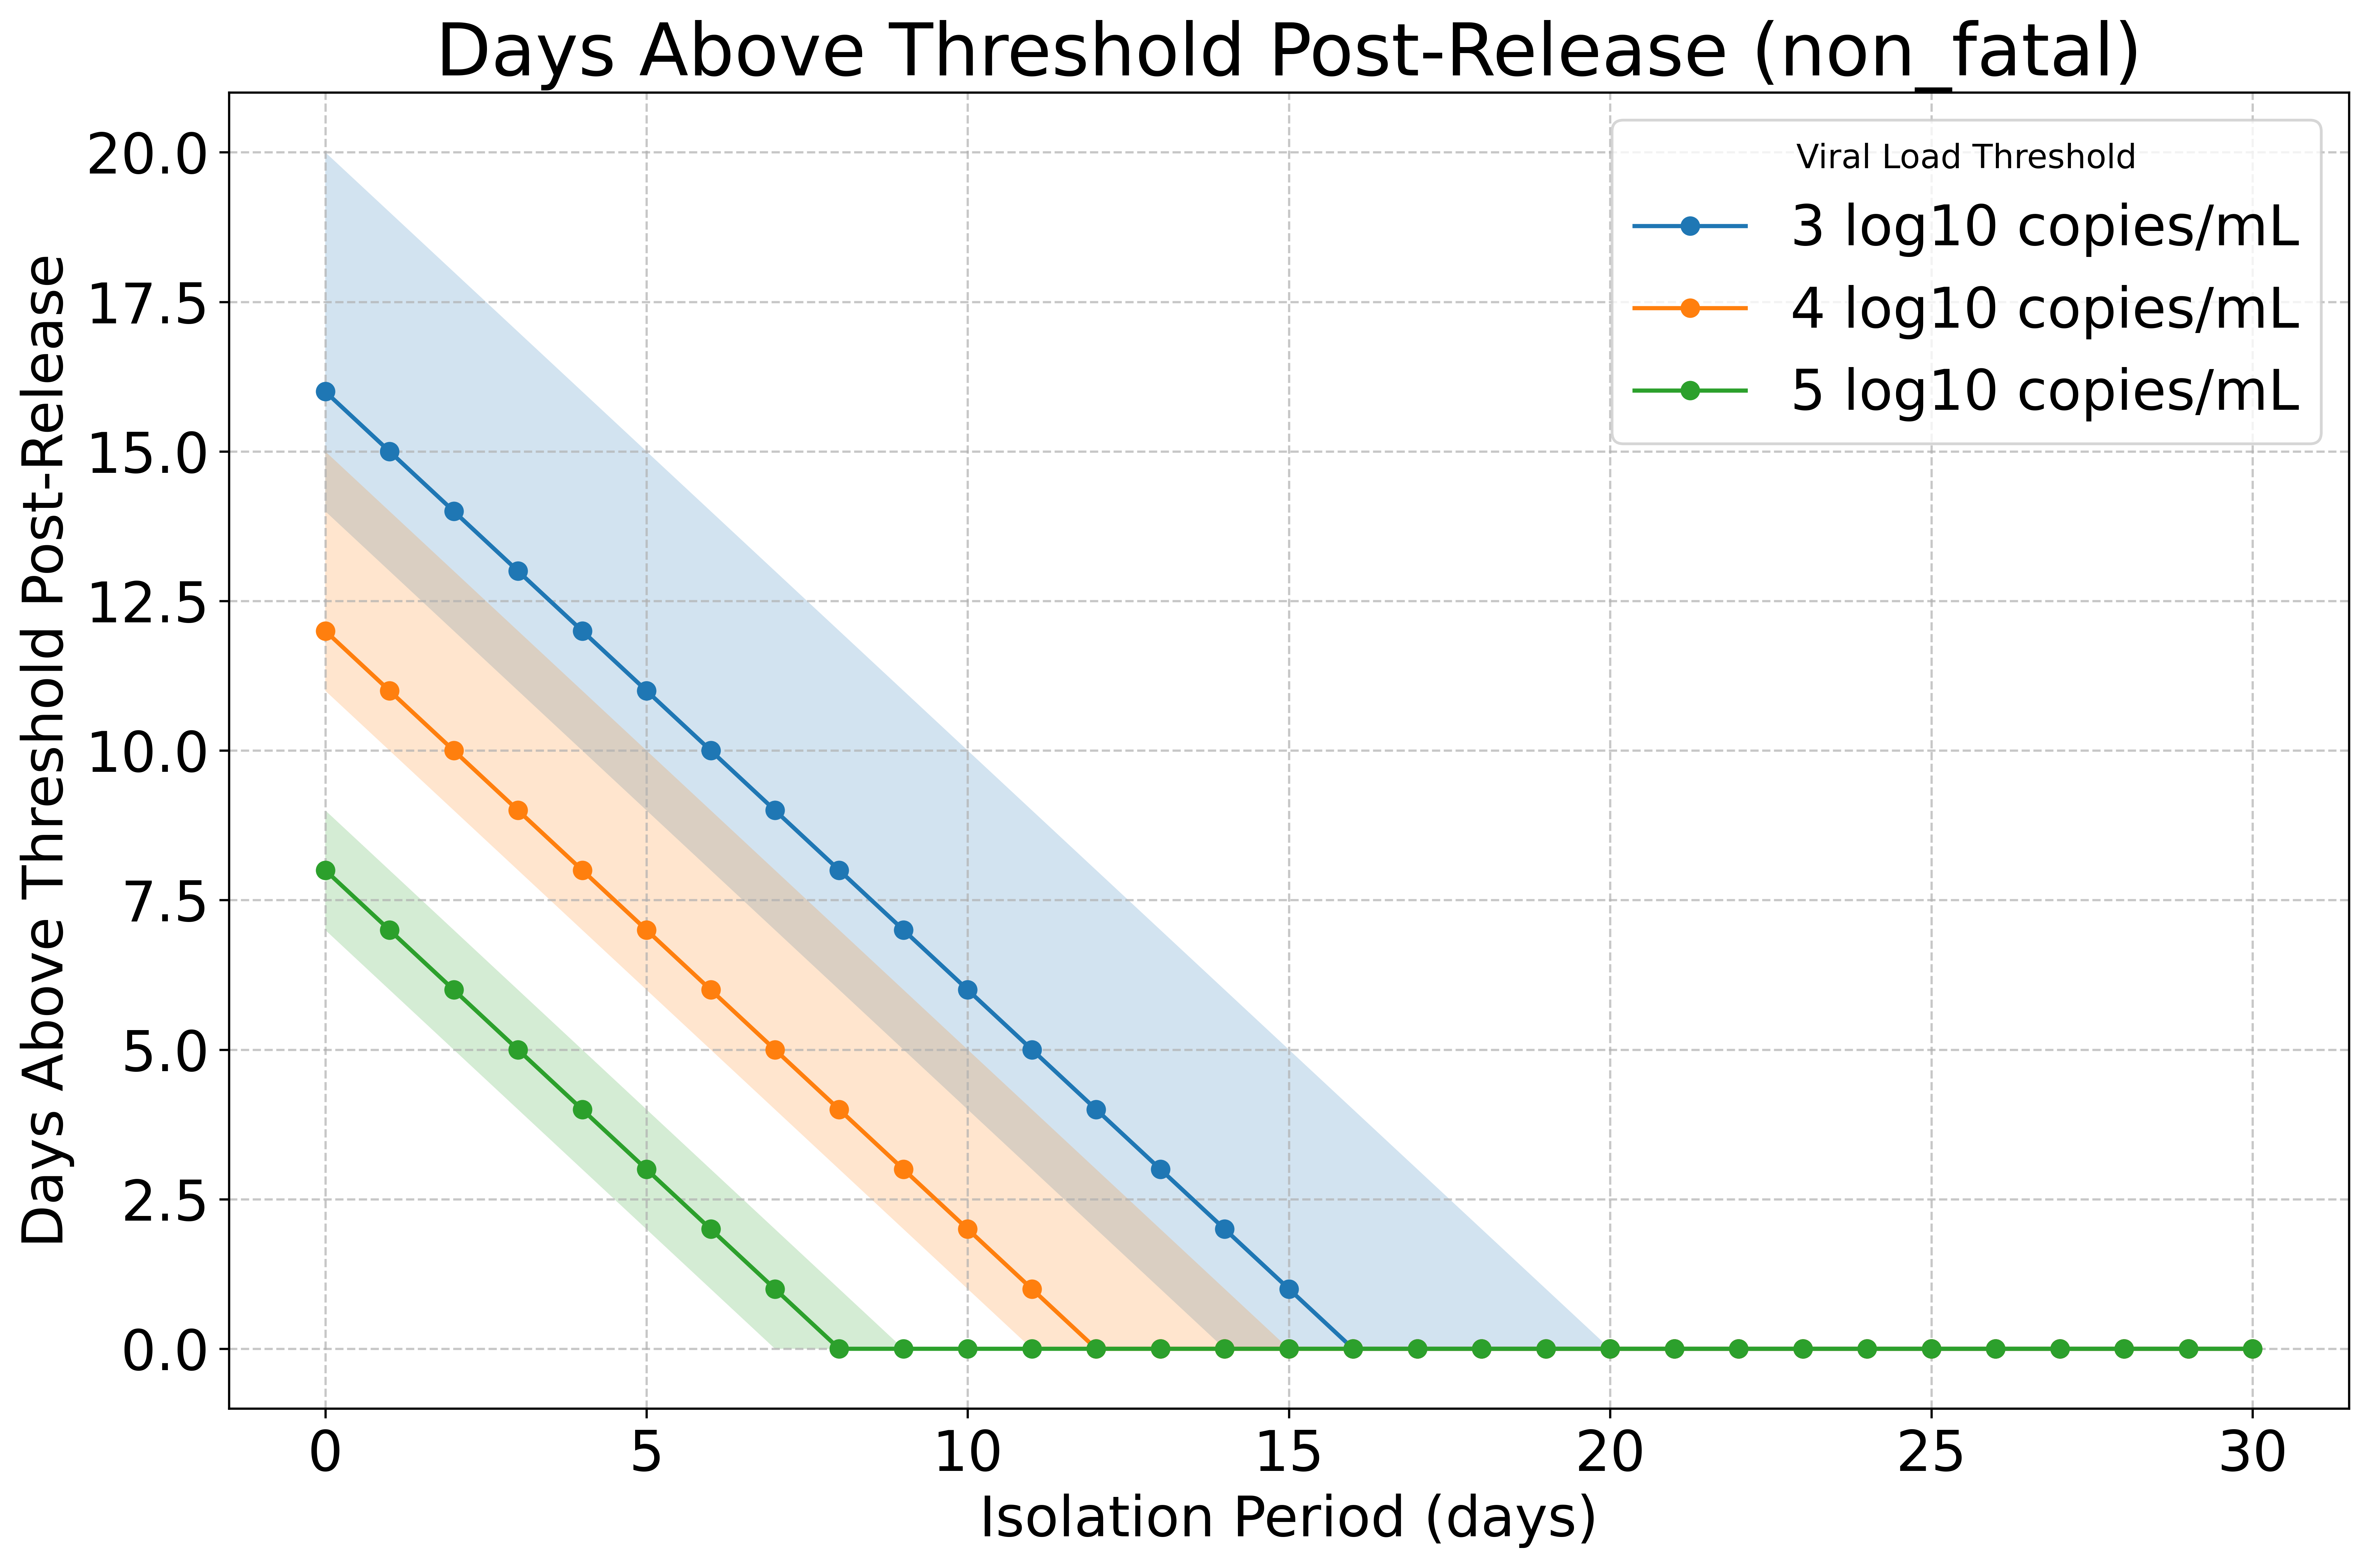 Days Above Threshold Post-Release (non_fatal)
Days Above Threshold Post-Release
20.0
17.5
15.0
12.5
10.0
7.5
5.0
2.5
0.0
Viral Load Threshold
3 log10 copies/mL
4 log10 copies/mL
5 log10 copies/mL
0 5 10 15 20 25 30
Isolation Period (days)